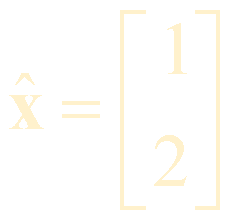 x̂ = [ 1
2 ]